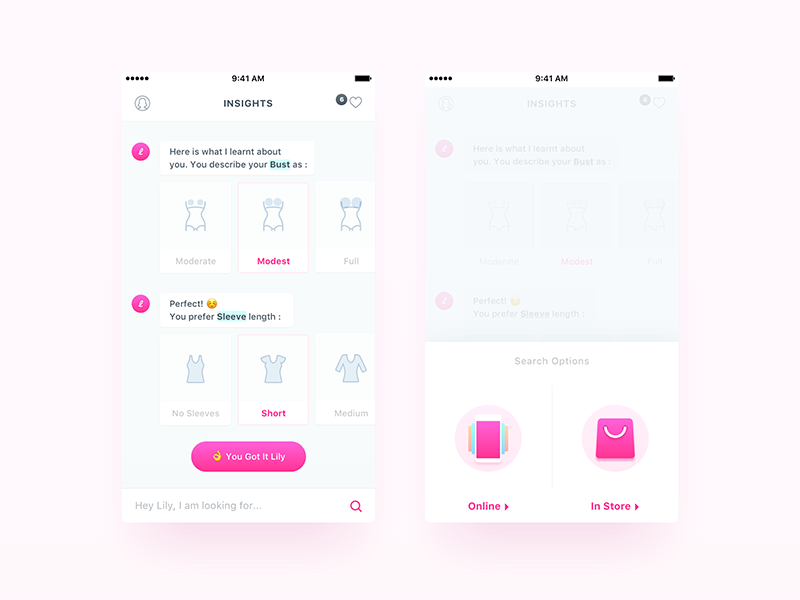 9:41 AM
INSIGHTS
6
ℓ
Here is what I learnt about
you. You describe your Bust as :
Moderate
Modest
Full
ℓ
Perfect! ☺️
You prefer Sleeve length :
No Sleeves
Short
Medium
👌 You Got It Lily
Hey Lily, I am looking for...
9:41 AM
INSIGHTS
6
ℓ
Here is what I learnt about
you. You describe your Bust as :
Moderate
Modest
Full
ℓ
Perfect! ☺️
You prefer Sleeve length :
Search Options
Online
In Store